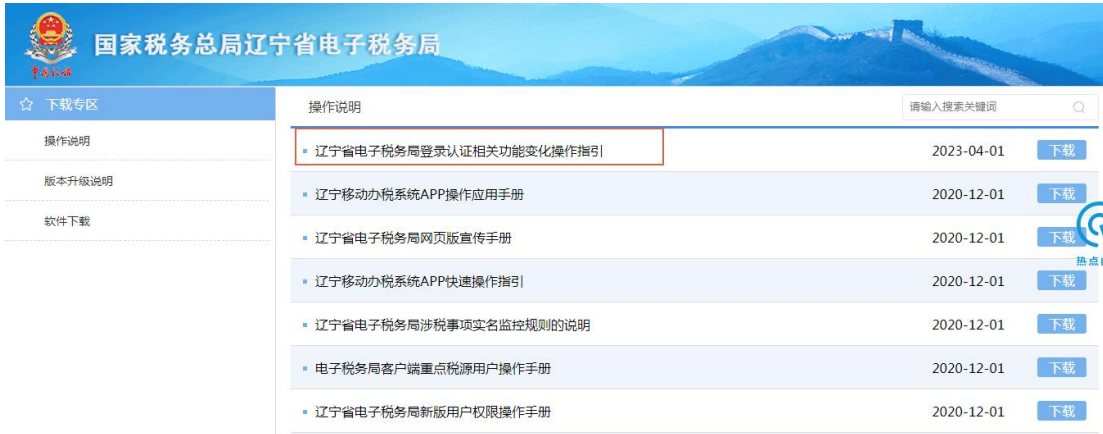 国家税务总局辽宁省电子税务局
中国税务
下载专区
操作说明
版本升级说明
软件下载
操作说明
请输入搜索关键词
辽宁省电子税务局登录认证相关功能变化操作指引 2023-04-01 下载
辽宁移动办税系统APP操作应用手册 2020-12-01 下载
辽宁省电子税务局网页版宣传手册 2020-12-01 下载
热点
辽宁移动办税系统APP快速操作指引 2020-12-01 下载
辽宁省电子税务局涉税事项实名监控规则的说明 2020-12-01 下载
电子税务局客户端重点税源用户操作手册 2020-12-01 下载
辽宁省电子税务局新版用户权限操作手册 2020-12-01 下载